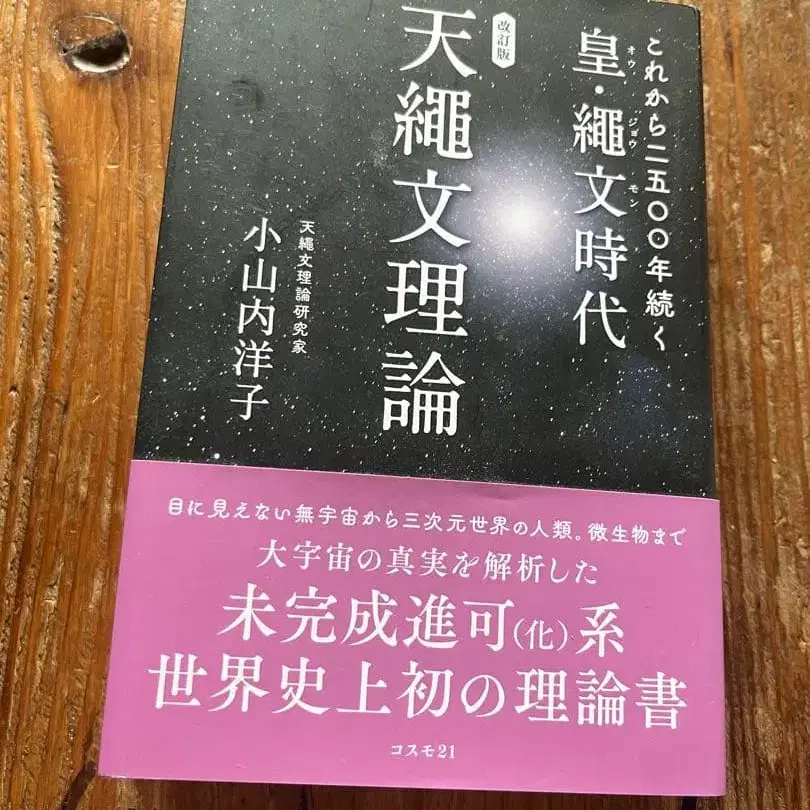 これから二五〇〇年続く
皇・繩文時代
オウ ジョウ モン
改訂版
天繩文理論
天繩文理論研究家
小山内洋子
目に見えない無宇宙から三次元世界の人類。微生物まで
大宇宙の真実を解析した
未完成進可(化)系
世界史上初の理論書
コスモ21